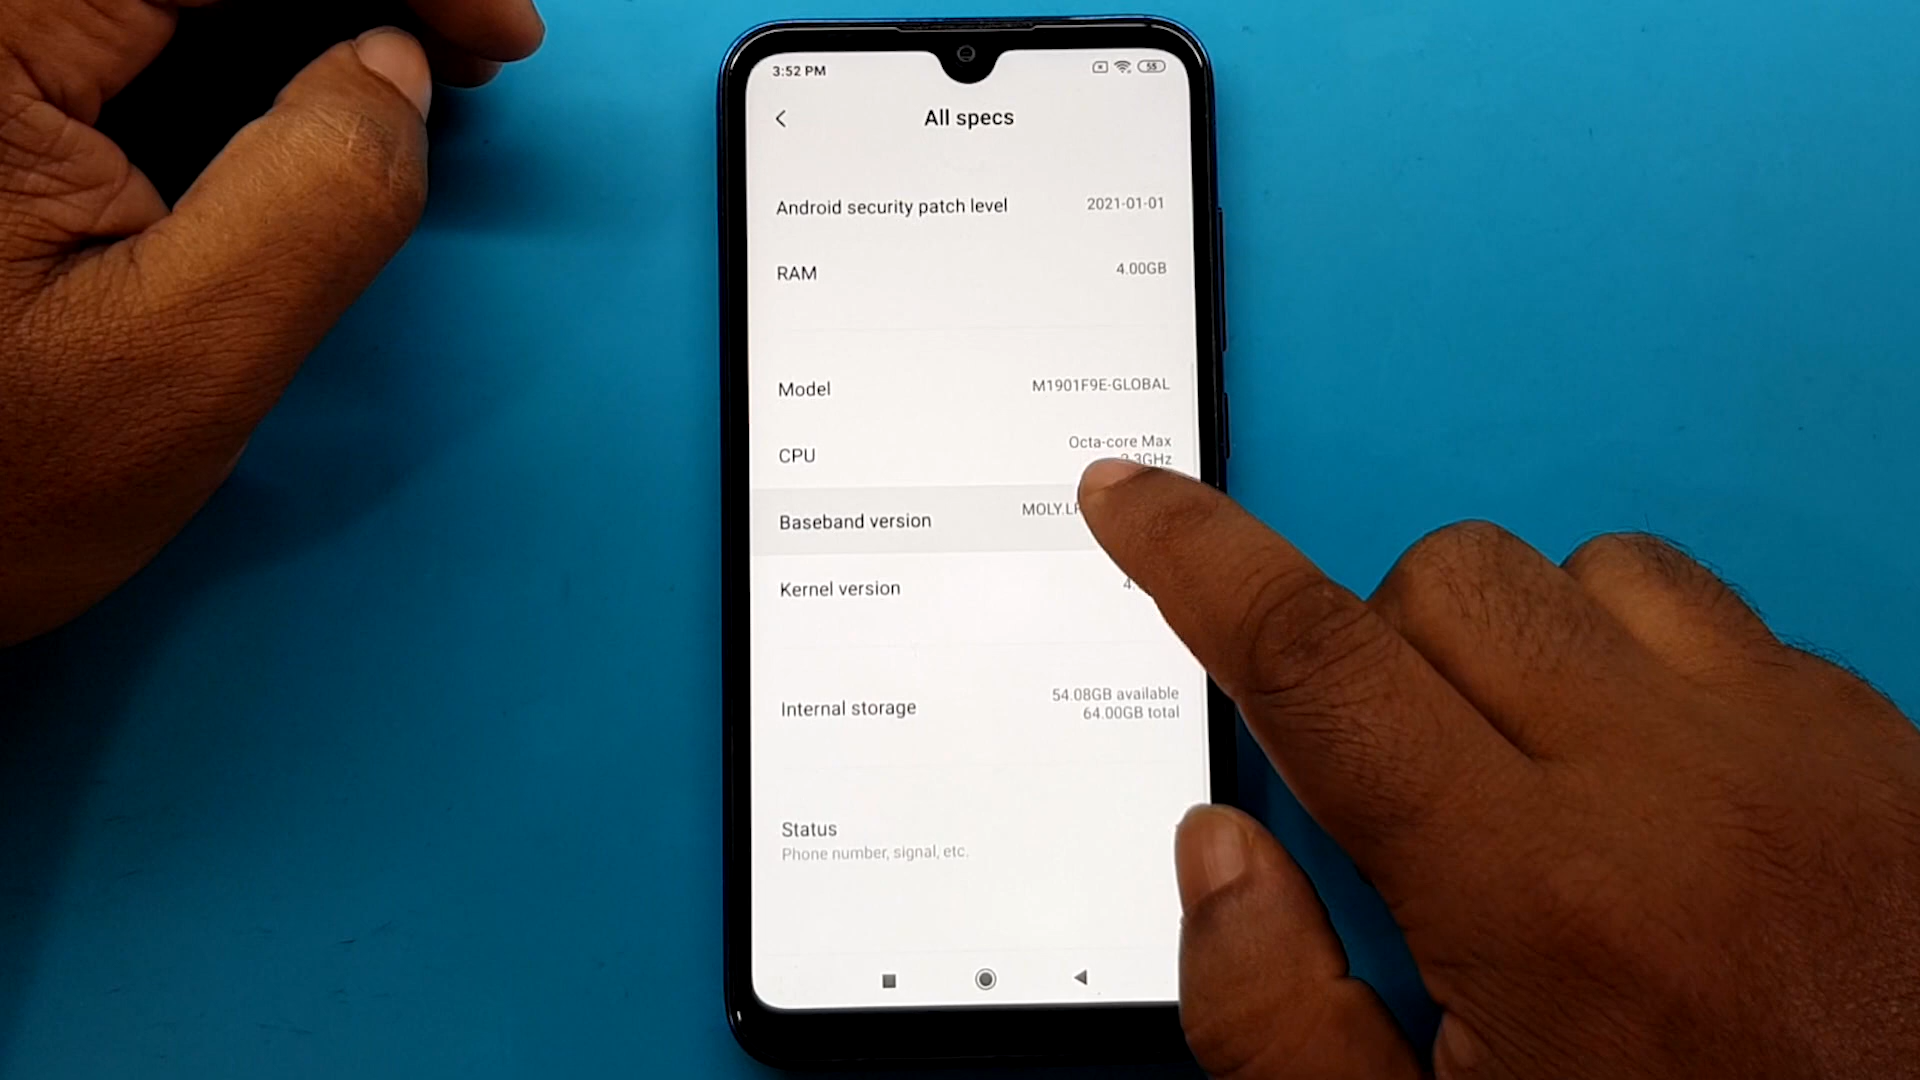 3:52 PM
55
All specs
Android security patch level
2021-01-01
RAM
4.00GB
Model
M1901F9E-GLOBAL
CPU
Octa-core Max
Baseband version
Kernel version
Internal storage
54.08GB available
64.00GB total
Status
Phone number, signal, etc.